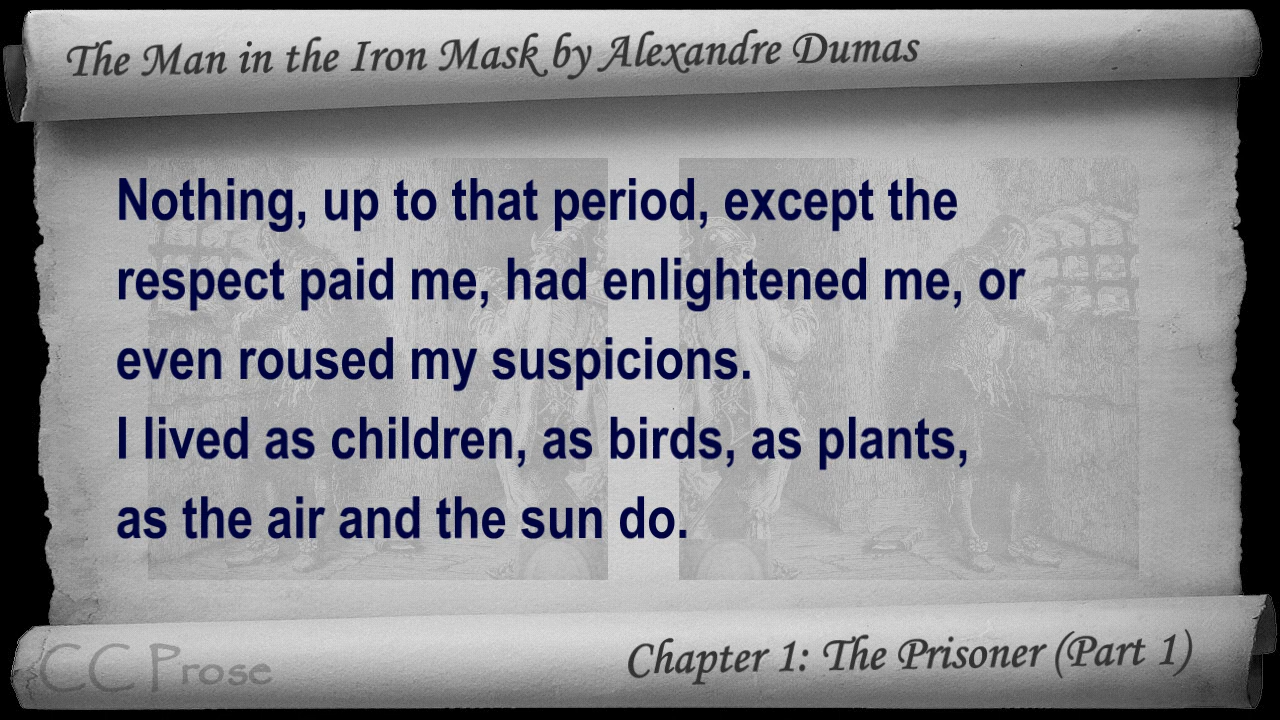 The Man in the Iron Mask by Alexandre Dumas
Nothing, up to that period, except the
respect paid me, had enlightened me, or
even roused my suspicions.
I lived as children, as birds, as plants,
as the air and the sun do.
CC Prose
Chapter 1: The Prisoner (Part 1)